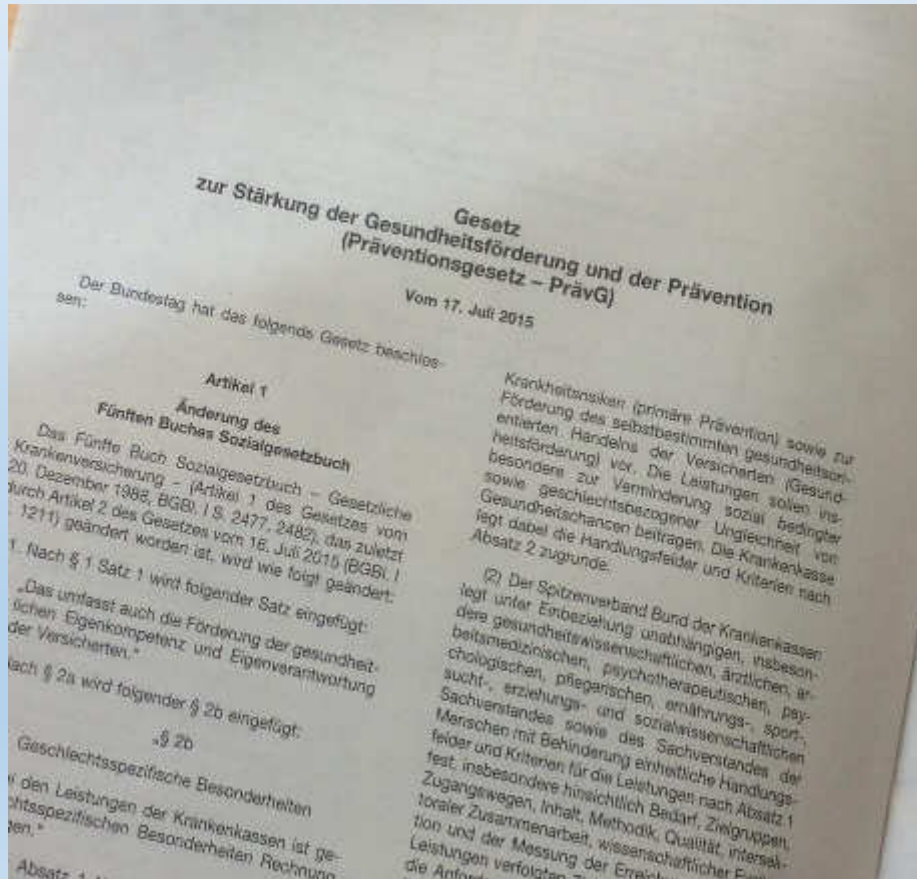 Gesetz
zur Stärkung der Gesundheitsförderung und der Prävention
(Präventionsgesetz – PrävG)
Vom 17. Juli 2015
Der Bundestag hat das folgende Gesetz beschlos-
sen:
Artikel 1
Änderung des
Fünften Buches Sozialgesetzbuch
Das Fünfte Buch Sozialgesetzbuch – Gesetzliche
Krankenversicherung – (Artikel 1 des Gesetzes vom
20. Dezember 1988, BGBl. I S. 2477, 2482), das zuletzt
durch Artikel 2 des Gesetzes vom 16. Juli 2015 (BGBl. I
1211) geändert worden ist, wird wie folgt geändert:
1. Nach § 1 Satz 1 wird folgender Satz eingefügt:
„Das umfasst auch die Förderung der gesundheit-
lichen Eigenkompetenz und Eigenverantwortung
der Versicherten.“
ach § 2a wird folgender § 2b eingefügt:
„§ 2b
Geschlechtsspezifische Besonderheiten
den Leistungen der Krankenkassen ist ge-
chtsspezifischen Besonderheiten Rechnung
gen.“
Absatz 1
Krankheitsrisiken (primäre Prävention) sowie zur
Förderung des selbstbestimmten gesundheitsori-
entierten Handelns der Versicherten (Gesund-
heitsförderung) vor. Die Leistungen sollen ins-
besondere zur Verminderung sozial bedingter
sowie geschlechtsbezogener Ungleichheit von
Gesundheitschancen beitragen. Die Krankenkasse
legt dabei die Handlungsfelder und Kriterien nach
Absatz 2 zugrunde.
(2) Der Spitzenverband Bund der Krankenkassen
legt unter Einbeziehung unabhängigen, insbeson-
dere gesundheitswissenschaftlichen, ärztlichen, ar-
beitsmedizinischen, psychotherapeutischen, psy-
chologischen, pflegerischen, ernährungs-, sport-,
sucht-, erziehungs- und sozialwissenschaftlichen
Sachverstandes sowie des Sachverstandes der
Menschen mit Behinderung einheitliche Handlungs-
felder und Kriterien für die Leistungen nach Absatz 1
fest, insbesondere hinsichtlich Bedarf, Zielgruppen,
Zugangswegen, Inhalt, Methodik, Qualität, intersek-
toraler Zusammenarbeit, wissenschaftlicher
tion und der Messung der
Leistungen verfolgten
die